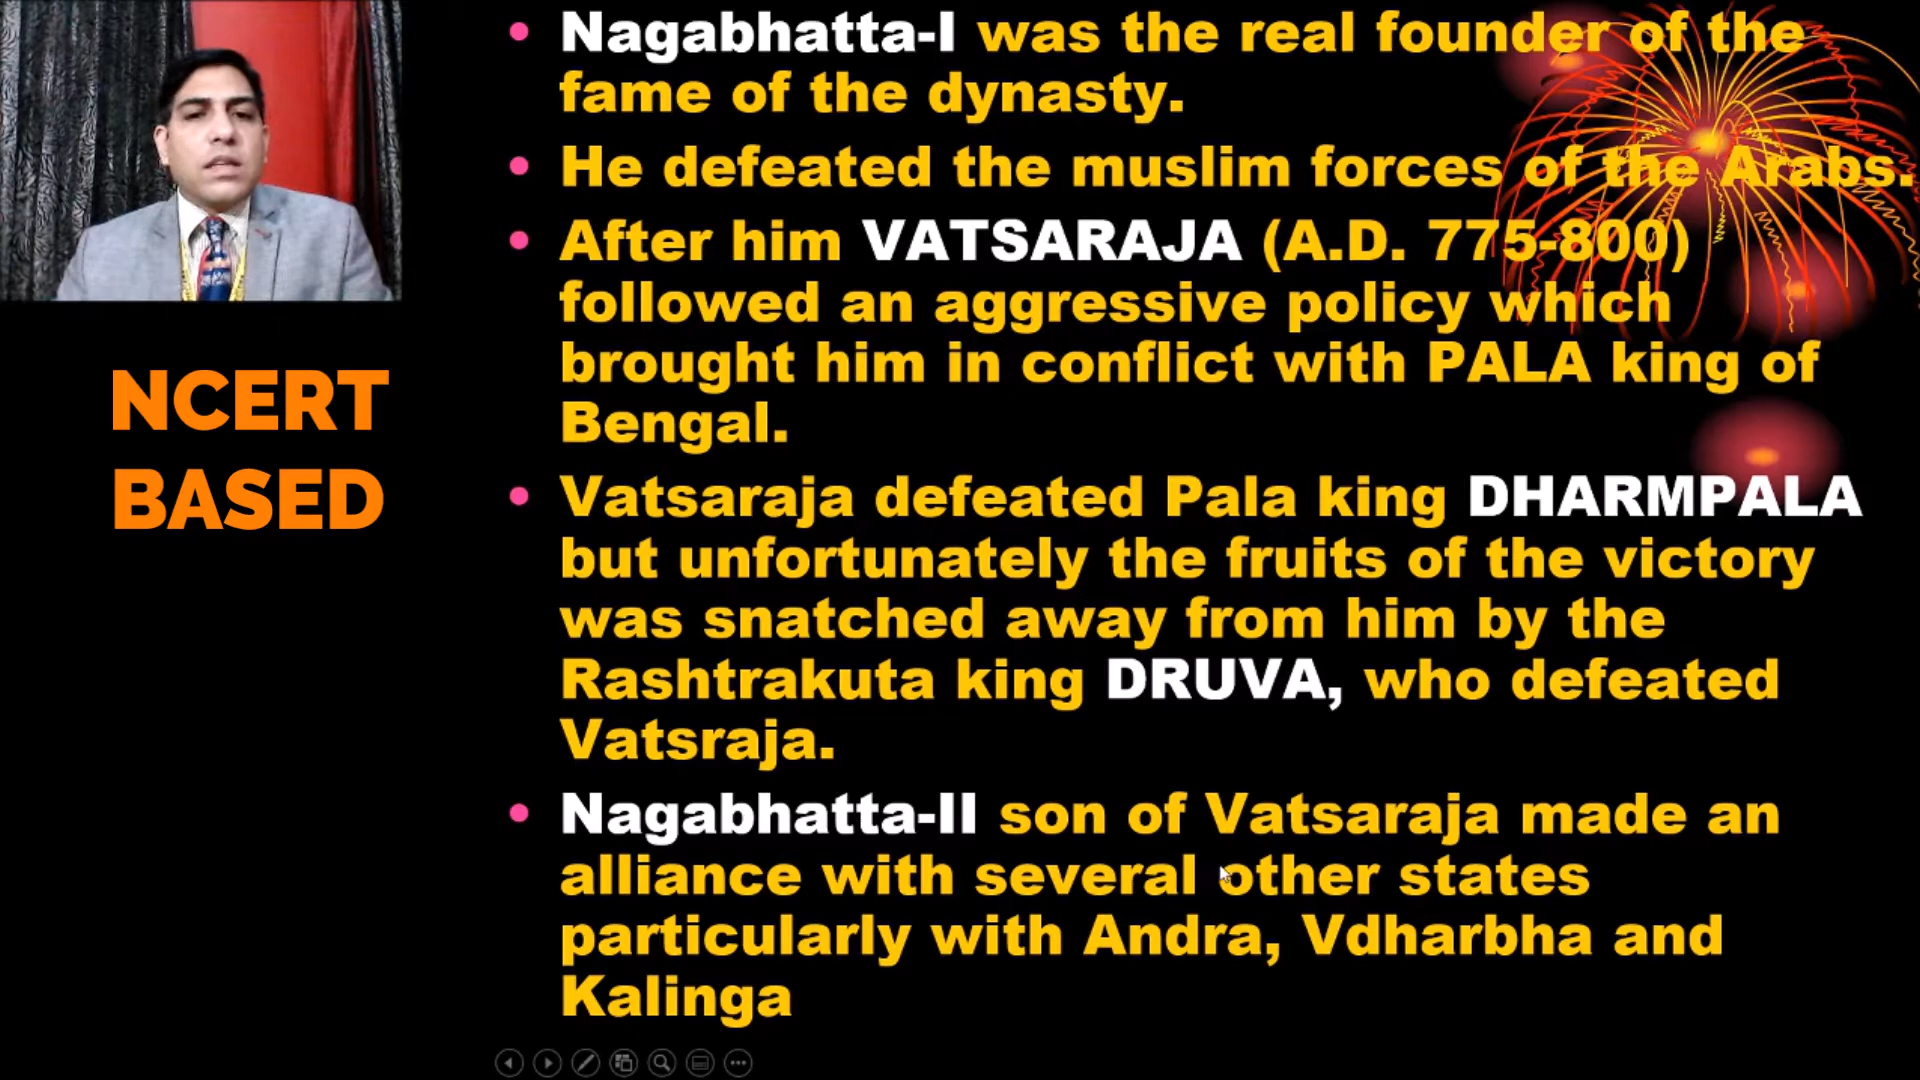 NCERT
BASED
• Nagabhatta-I was the real founder of the
fame of the dynasty.
• He defeated the muslim forces of the Arabs.
• After him VATSARAJA (A.D. 775-800)
followed an aggressive policy which
brought him in conflict with PALA king of
Bengal.
• Vatsaraja defeated Pala king DHARMPALA
but unfortunately the fruits of the victory
was snatched away from him by the
Rashtrakuta king DRUVA, who defeated
Vatsraja.
• Nagabhatta-II son of Vatsaraja made an
alliance with several other states
particularly with Andra, Vdharbha and
Kalinga